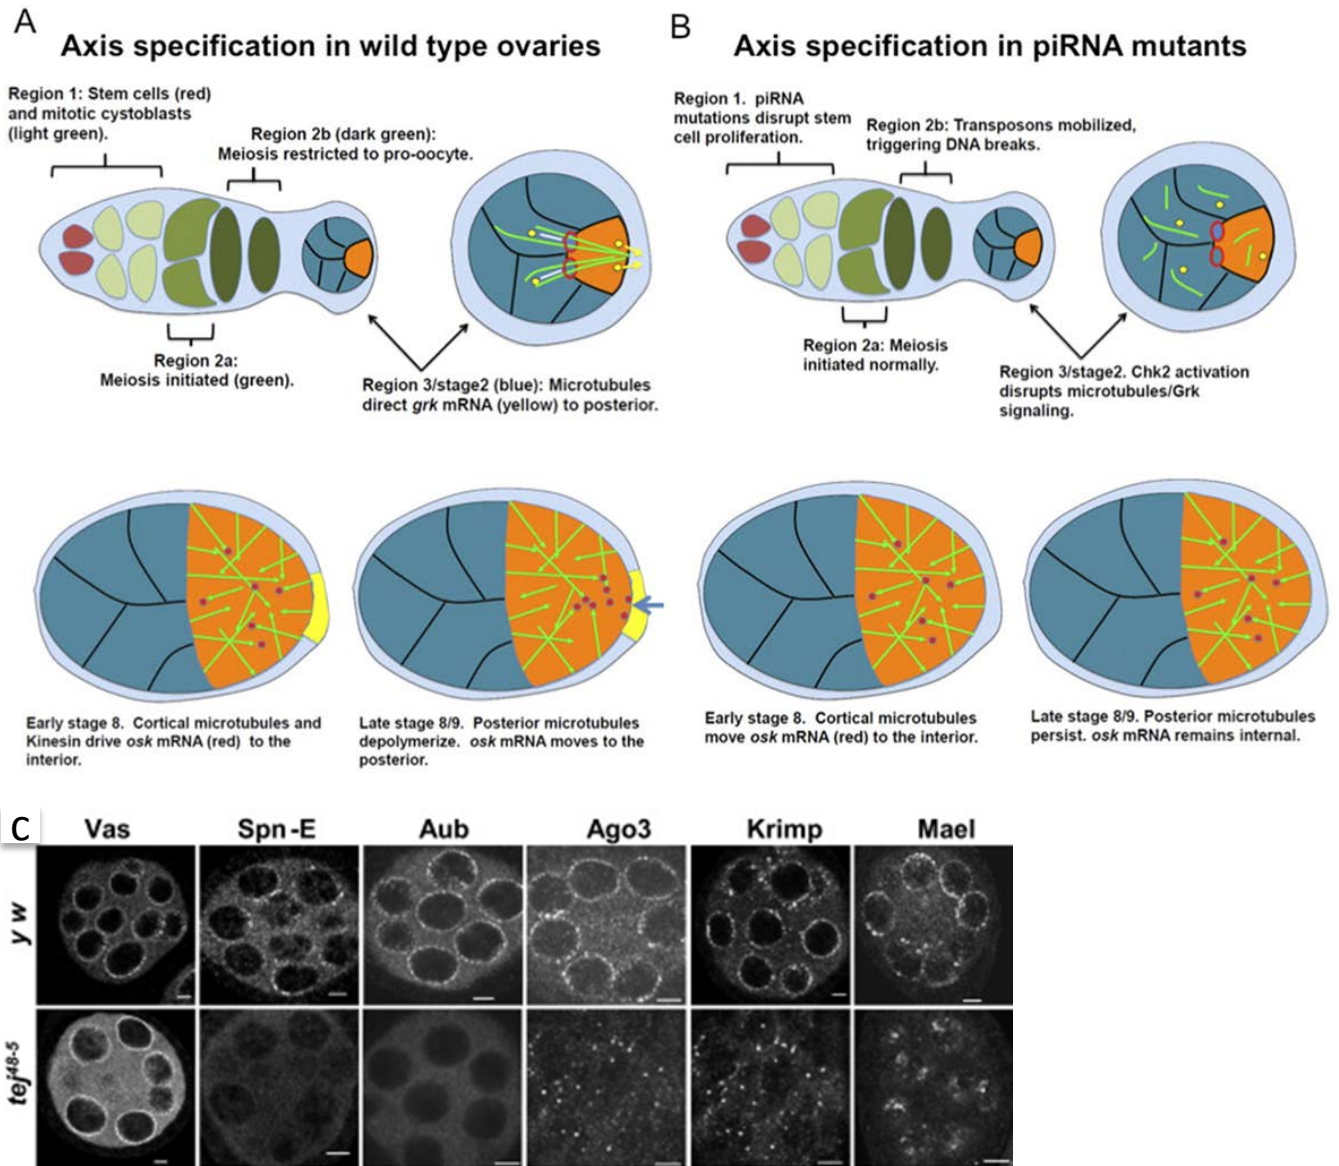 A
Axis specification in wild type ovaries
Region 1: Stem cells (red)
and mitotic cystoblasts
(light green).
Region 2b (dark green):
Meiosis restricted to pro-oocyte.
Region 2a:
Meiosis initiated (green).
Region 3/stage2 (blue): Microtubules
direct grk mRNA (yellow) to posterior.
Early stage 8. Cortical microtubules and
Kinesin drive osk mRNA (red) to the
interior.
Late stage 8/9. Posterior microtubules
depolymerize. osk mRNA moves to the
posterior.
B
Axis specification in piRNA mutants
Region 1. piRNA
mutations disrupt stem
cell proliferation.
Region 2b: Transposons mobilized,
triggering DNA breaks.
Region 2a: Meiosis
initiated normally.
Region 3/stage2. Chk2 activation
disrupts microtubules/Grk
signaling.
Early stage 8. Cortical microtubules
move osk mRNA (red) to the interior.
Late stage 8/9. Posterior microtubules
persist. osk mRNA remains internal.
C
Vas Spn-E Aub Ago3 Krimp Mael
y w
tej48-5